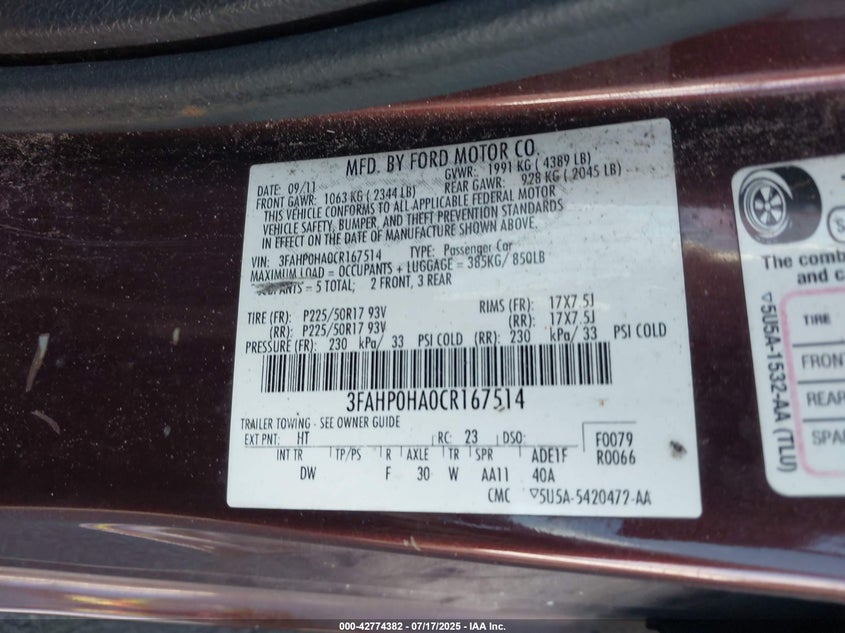 MFD. BY FORD MOTOR CO.
DATE: 09/11 GVWR: 1991 KG ( 4389 LB)
FRONT GAWR: 1063 KG ( 2344 LB) REAR GAWR: 928 KG ( 2045 LB)
THIS VEHICLE CONFORMS TO ALL APPLICABLE FEDERAL MOTOR
VEHICLE SAFETY, BUMPER, AND THEFT PREVENTION STANDARDS
IN EFFECT ON THE DATE OF MANUFACTURE SHOWN ABOVE.
VIN: 3FAHP0HA0CR167514 TYPE: Passenger Car
MAXIMUM LOAD = OCCUPANTS + LUGGAGE = 385KG/ 850LB
= 5 TOTAL; 2 FRONT, 3 REAR
TIRE (FR): P225/50R17 93V RIMS (FR): 17X7.5J
(RR): P225/50R17 93V (RR): 17X7.5J
PRESSURE (FR): 230 kPa/ 33 PSI COLD (RR): 230 kPa/ 33 PSI COLD
3FAHP0HA0CR167514
TRAILER TOWING - SEE OWNER GUIDE
EXT PNT: HT RC: 23 DSO: F0079
INT TR TP/PS R AXLE TR SPR ADE1F R0066
DW F 30 W AA11 40A
CMC ▽5U5A-5420472-AA
The comb
and c
TIRE
FRONT
REAR
SPA
▽5U5A-1532-AA (TLU)
000-42774382 - 07/17/2025 - IAA Inc.